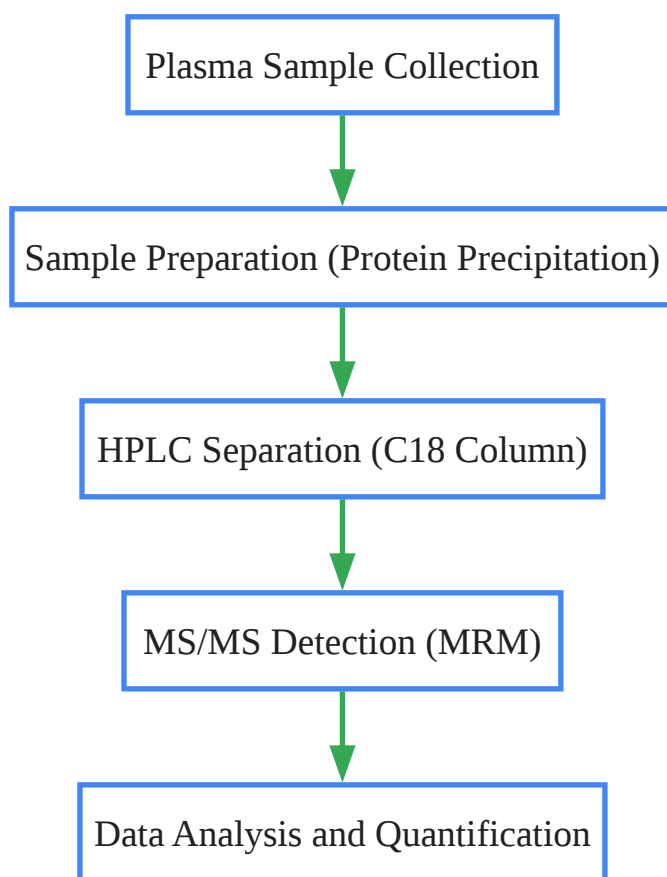 Plasma Sample Collection
Sample Preparation (Protein Precipitation)
HPLC Separation (C18 Column)
MS/MS Detection (MRM)
Data Analysis and Quantification